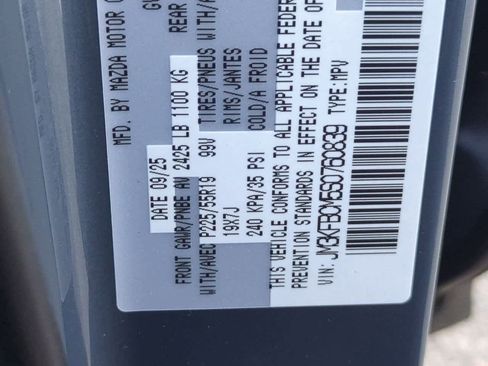 MFD. BY MAZDA MOTOR
DATE 09/25
FRONT GAWR/PNBE AV 2425 LB 1100 KG
WITH/AVEC TIRES/PNEUS
P225/55R19 98V
RIMS/JANTES
19X7J
COLD/A FROID
240 KPA/35 PSI
REAR
WITH/
THIS VEHICLE CONFORMS TO ALL APPLICABLE FEDER
PREVENTION STANDARDS IN EFFECT ON THE DATE OF
VIN: JM3KFBCM5S0760839 TYPE: MPV